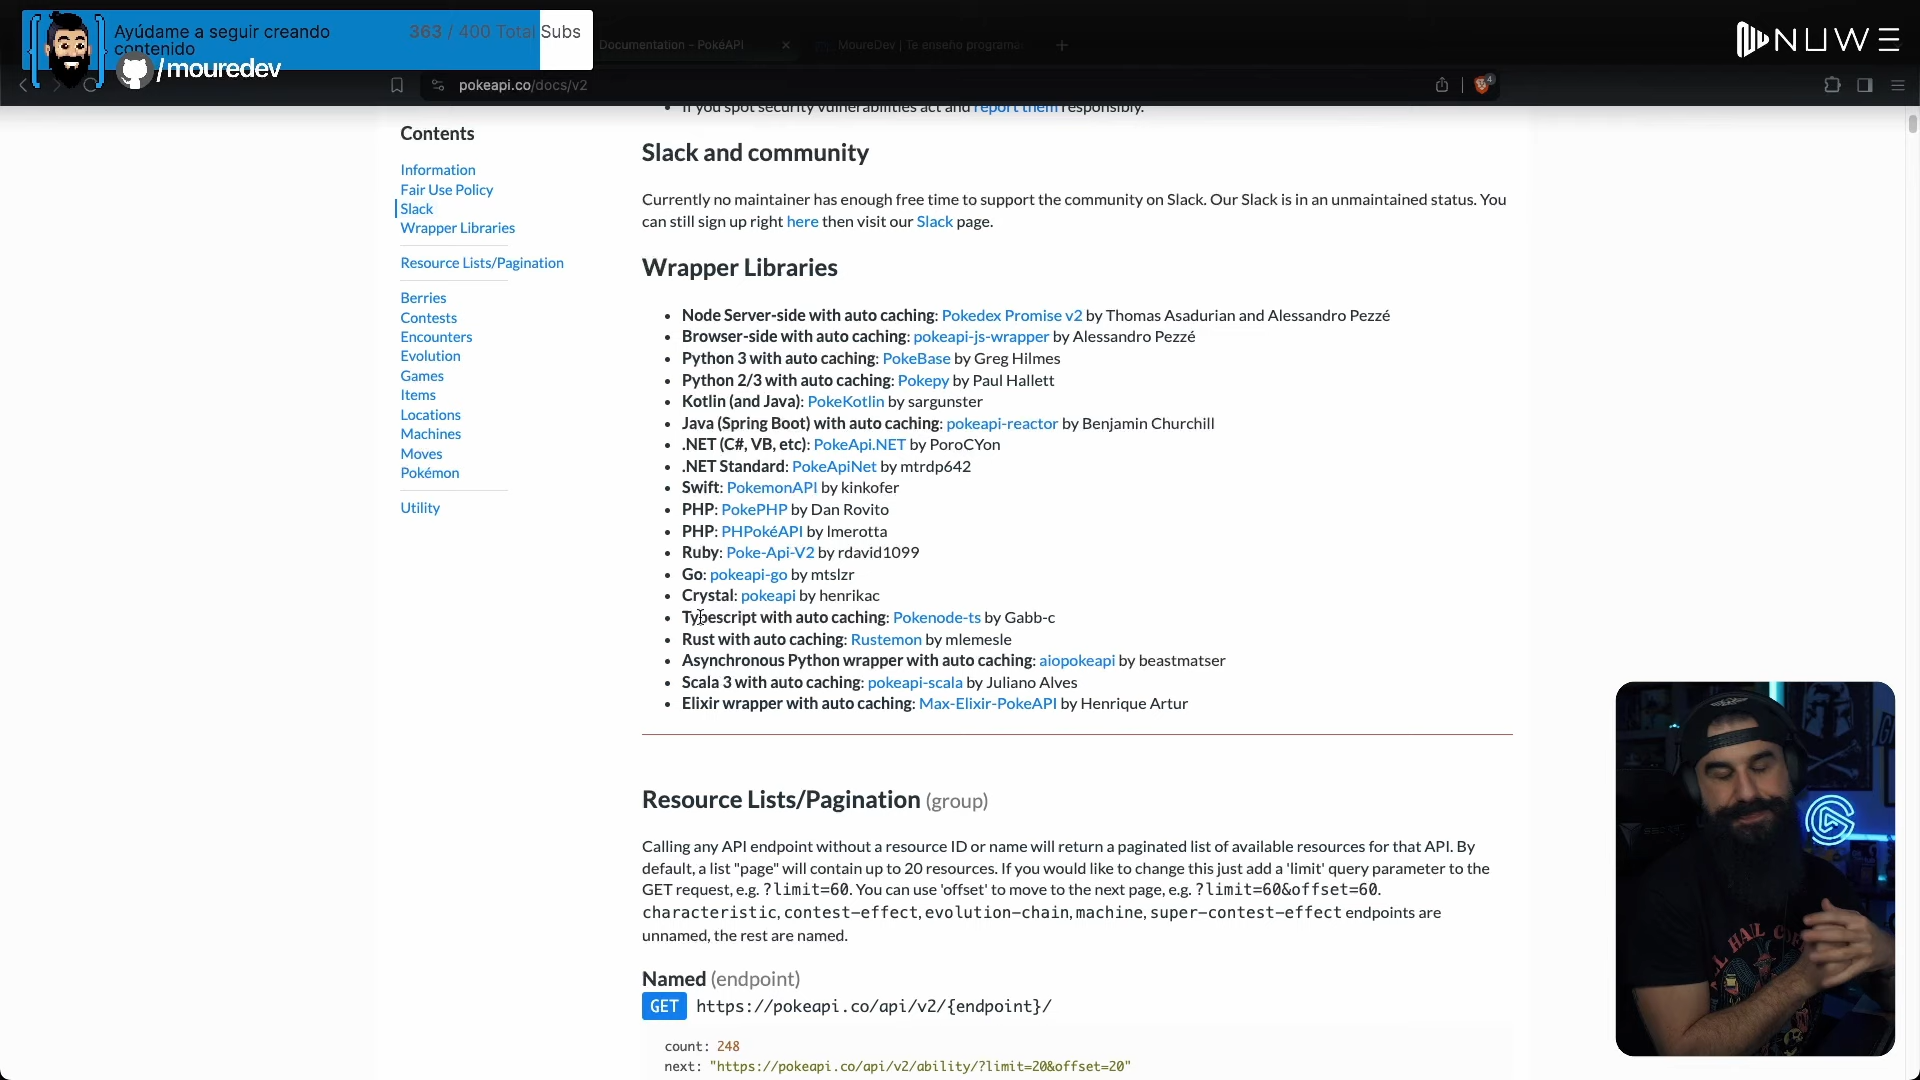 Ayúdame a seguir creando
contenido
363 / 400 Total Subs
/mouredev
Documentation - PokéAPI
MoureDev | Te enseño programa
NUWE
pokeapi.co/docs/v2
4
If you spot security vulnerabilities act and report them responsibly.
Contents
Information
Fair Use Policy
Slack
Wrapper Libraries
Resource Lists/Pagination
Berries
Contests
Encounters
Evolution
Games
Items
Locations
Machines
Moves
Pokémon
Utility
Slack and community
Currently no maintainer has enough free time to support the community on Slack. Our Slack is in an unmaintained status. You
can still sign up right here then visit our Slack page.
Wrapper Libraries
• Node Server-side with auto caching: Pokedex Promise v2 by Thomas Asadurian and Alessandro Pezzé
• Browser-side with auto caching: pokeapi-js-wrapper by Alessandro Pezzé
• Python 3 with auto caching: PokeBase by Greg Hilmes
• Python 2/3 with auto caching: Pokepy by Paul Hallett
• Kotlin (and Java): PokeKotlin by sargunster
• Java (Spring Boot) with auto caching: pokeapi-reactor by Benjamin Churchill
• .NET (C#, VB, etc): PokeApi.NET by PoroCYon
• .NET Standard: PokeApiNet by mtrdp642
• Swift: PokemonAPI by kinkofer
• PHP: PokePHP by Dan Rovito
• PHP: PHPokéAPI by lmerotta
• Ruby: Poke-Api-V2 by rdavid1099
• Go: pokeapi-go by mtslzr
• Crystal: pokeapi by henrikac
• Typescript with auto caching: Pokenode-ts by Gabb-c
• Rust with auto caching: Rustemon by mlemesle
• Asynchronous Python wrapper with auto caching: aiopokeapi by beastmatser
• Scala 3 with auto caching: pokeapi-scala by Juliano Alves
• Elixir wrapper with auto caching: Max-Elixir-PokeAPI by Henrique Artur
Resource Lists/Pagination (group)
Calling any API endpoint without a resource ID or name will return a paginated list of available resources for that API. By
default, a list "page" will contain up to 20 resources. If you would like to change this just add a 'limit' query parameter to the
GET request, e.g. ?limit=60. You can use 'offset' to move to the next page, e.g. ?limit=60&offset=60.
characteristic, contest-effect, evolution-chain, machine, super-contest-effect endpoints are
unnamed, the rest are named.
Named (endpoint)
GET https://pokeapi.co/api/v2/{endpoint}/
count: 248
next: "https://pokeapi.co/api/v2/ability/?limit=20&offset=20"